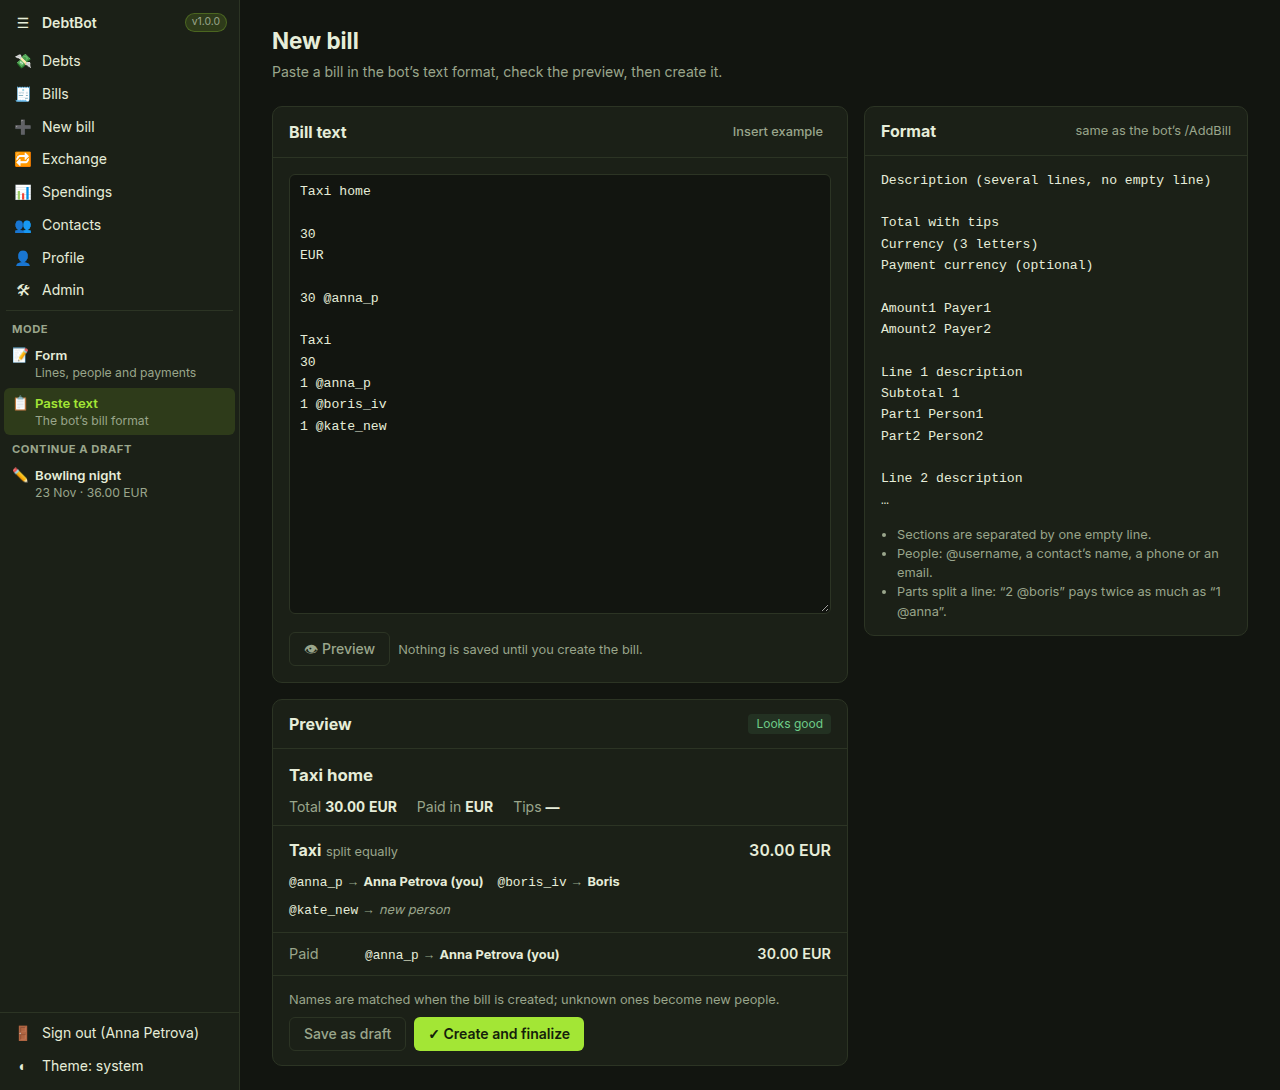 ☰ DebtBot v1.0.0
💸 Debts
🧾 Bills
➕ New bill
🔁 Exchange
📊 Spendings
👥 Contacts
👤 Profile
🛠 Admin
MODE
📝 Form
Lines, people and payments
📋 Paste text
The bot’s bill format
CONTINUE A DRAFT
✏️ Bowling night
23 Nov · 36.00 EUR
🚪 Sign out (Anna Petrova)
Theme: system
New bill
Paste a bill in the bot’s text format, check the preview, then create it.
Bill text
Insert example
Taxi home
30
EUR
30 @anna_p
Taxi
30
1 @anna_p
1 @boris_iv
1 @kate_new
👁 Preview
Nothing is saved until you create the bill.
Format
same as the bot’s /AddBill
Description (several lines, no empty line)
Total with tips
Currency (3 letters)
Payment currency (optional)
Amount1 Payer1
Amount2 Payer2
Line 1 description
Subtotal 1
Part1 Person1
Part2 Person2
Line 2 description
…
• Sections are separated by one empty line.
• People: @username, a contact’s name, a phone or an
email.
• Parts split a line: “2 @boris” pays twice as much as “1
@anna”.
Preview
Looks good
Taxi home
Total 30.00 EUR Paid in EUR Tips —
Taxi split equally 30.00 EUR
@anna_p → Anna Petrova (you) @boris_iv → Boris
@kate_new → new person
Paid @anna_p → Anna Petrova (you) 30.00 EUR
Names are matched when the bill is created; unknown ones become new people.
Save as draft
✓ Create and finalize